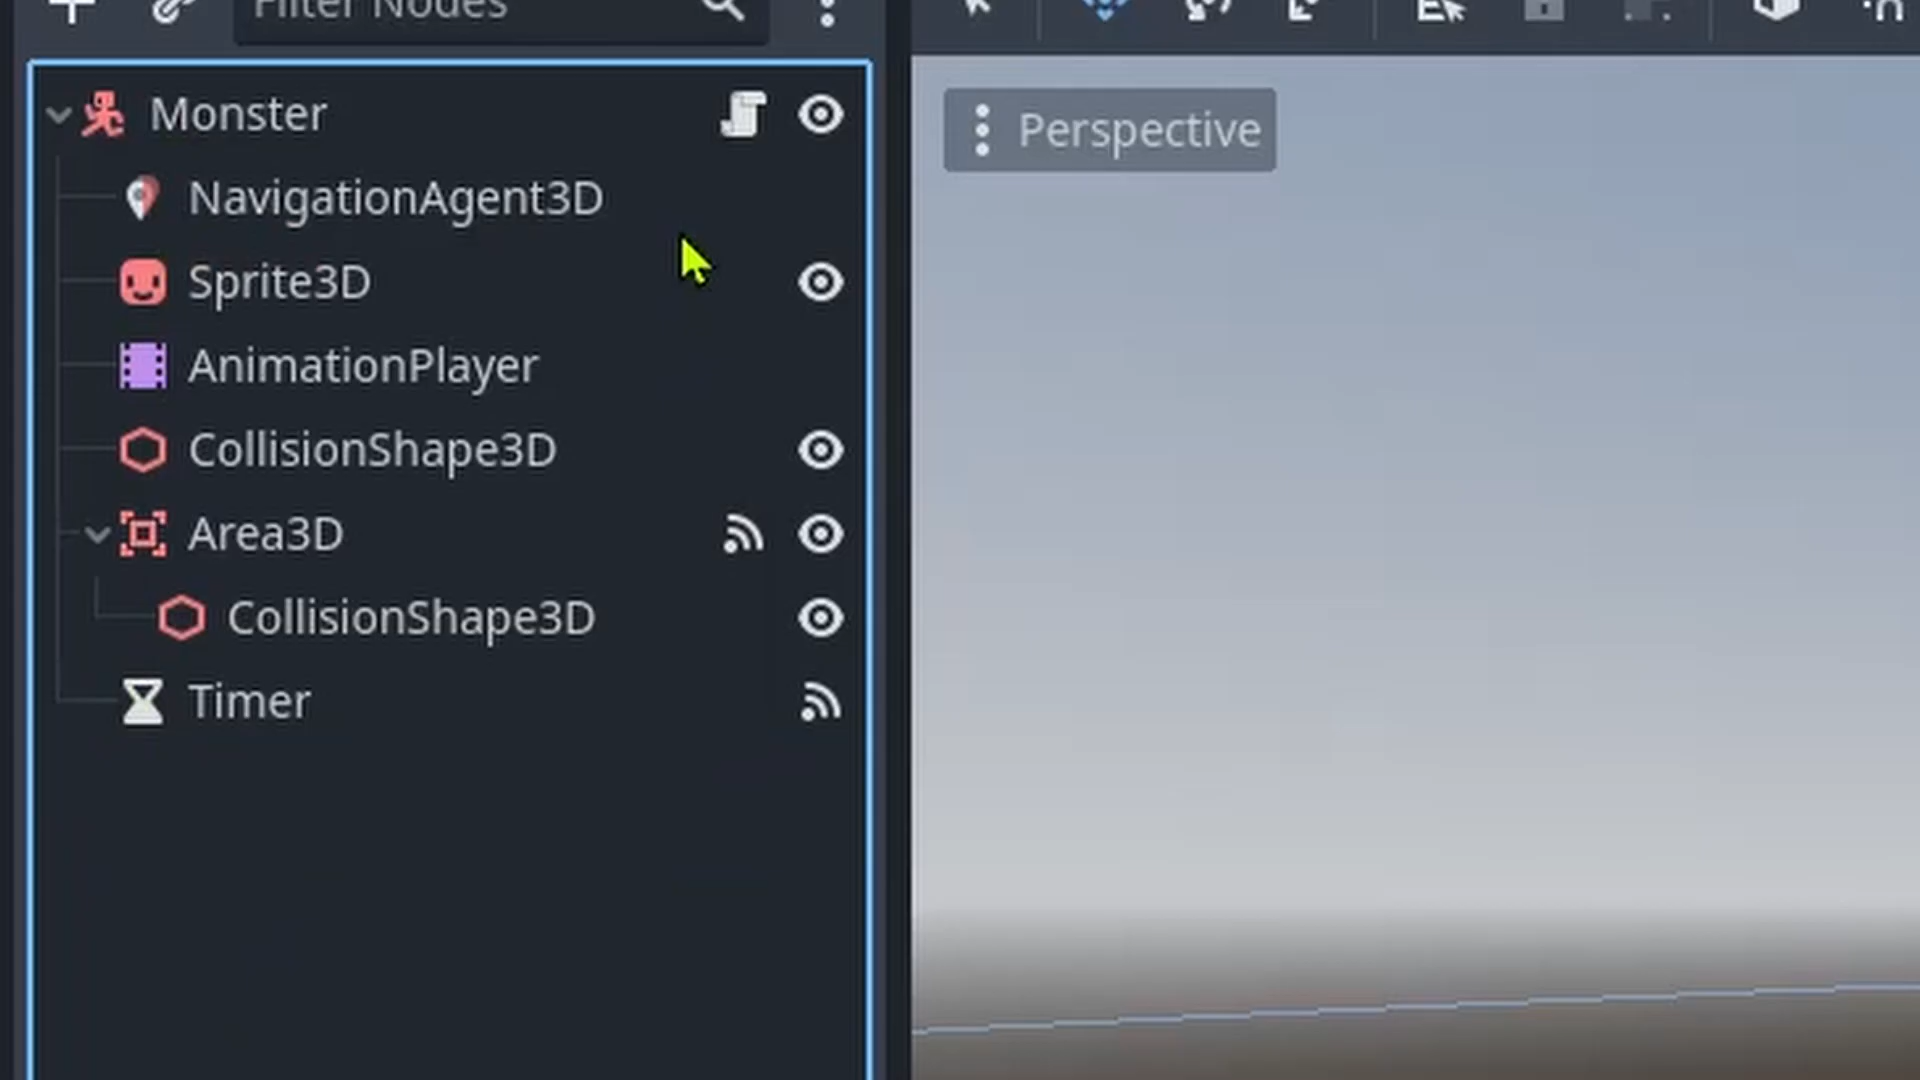 Filter Nodes
Monster
Perspective
NavigationAgent3D
Sprite3D
AnimationPlayer
CollisionShape3D
Area3D
CollisionShape3D
Timer